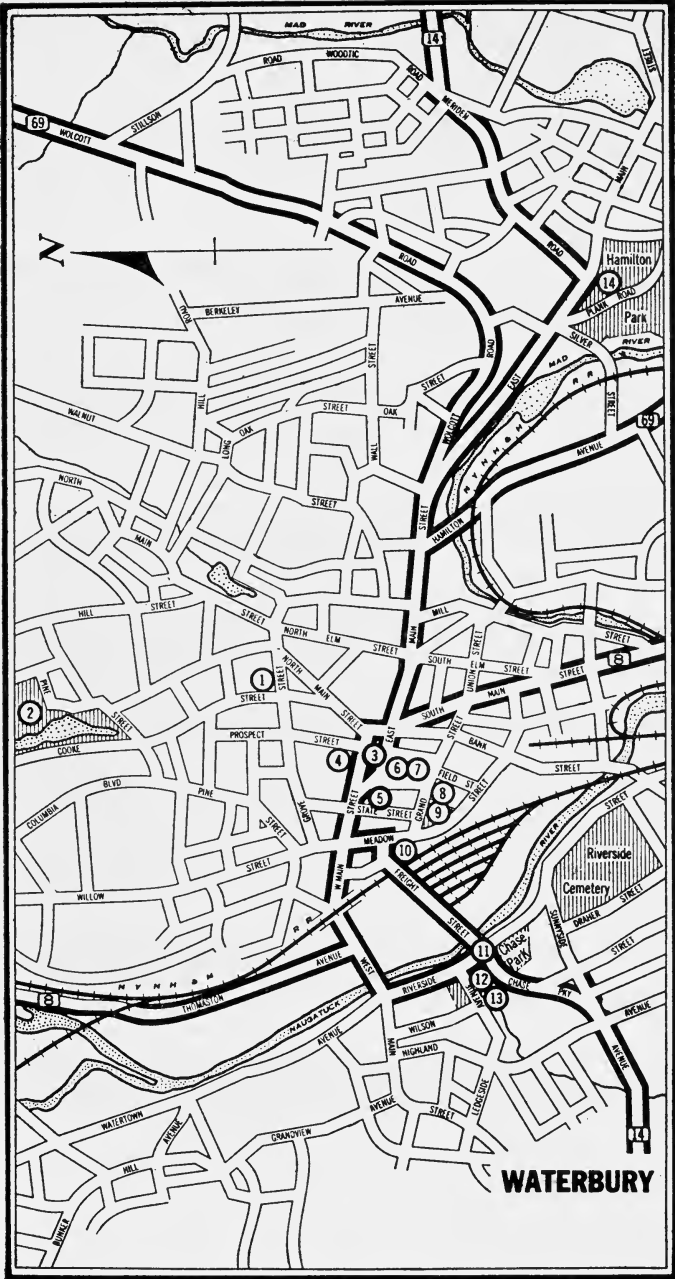 MAD RIVER
14
STREET
ROAD WOODTIC
ROAD
MERIDEN
STILLSON
69
WOLCOTT
MAIN
N
ROAD
ROAD
Hamilton
14
PLANK ROAD
Park
ROAD
BERKELEY AVENUE
SILVER
RIVER
MAD
R R
STREET
STREET
ROAD
EAST
STREET
HILL
STREET OAK
OAK
WALNUT
LONG
WOLCOTT
69
AVENUE
N Y N H & H
WALL
NORTH
STREET
STREET
HAMILTON
MAIN
HILL STREET
STREET
MILL
STREET
NORTH ELM STREET
MAIN
SOUTH ELM STREET
STREET
8
UNION
STREET
1
STREET
NORTH MAIN STREET
SOUTH MAIN
STREET
PINE
STREET
2
COOKE
PROSPECT STREET
EAST
STREET
BANK
STREET
4
3
6
7
FIELD ST
STREET
BLVD
PINE
STREET
COLUMBIA
GROVE
STREET
5
STATE STREET
GRAND
8
9
STREET
MEADOW
10
RIVER
Riverside
Cemetery
STREET
WILLOW
STREET
W MAIN
FREIGHT
STREET
R R
SUNNYSIDE
DRAHER STREET
STREET
11
Chase
Park
N Y N H & H
AVENUE
WEST
8
THOMASTON
RIVERSIDE
12
13
CHASE
PKY
NAUGATUCK
AVENUE
WILSON
AVENUE
AVENUE
MAIN
HIGHLAND
WATERTOWN
AVENUE
STREET
LEDGESIDE
AVENUE
GRANDVIEW
HILL
BUNKER
14
WATERBURY